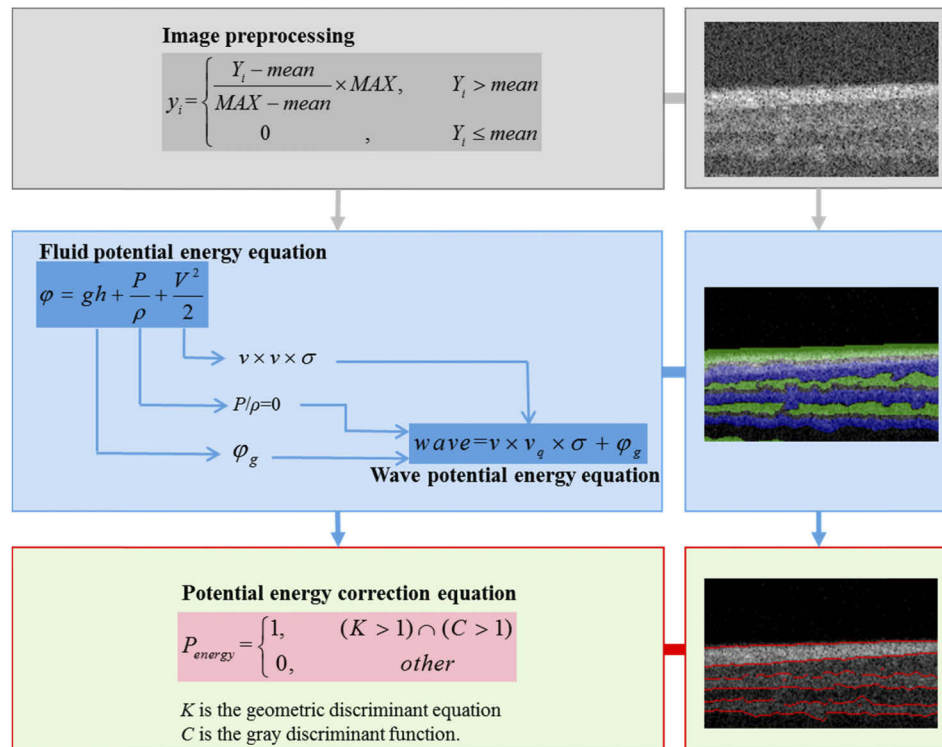 Image preprocessing
y_i = { (Y_i − mean)/(MAX − mean) × MAX, Y_i > mean
0 , Y_i ≤ mean
Fluid potential energy equation
φ = gh + P/ρ + V²/2
v × v × σ
P/ρ=0
φ_g
wave = v × v_q × σ + φ_g
Wave potential energy equation
Potential energy correction equation
P_energy = { 1, (K > 1) ∩ (C > 1)
0, other
K is the geometric discriminant equation
C is the gray discriminant function.